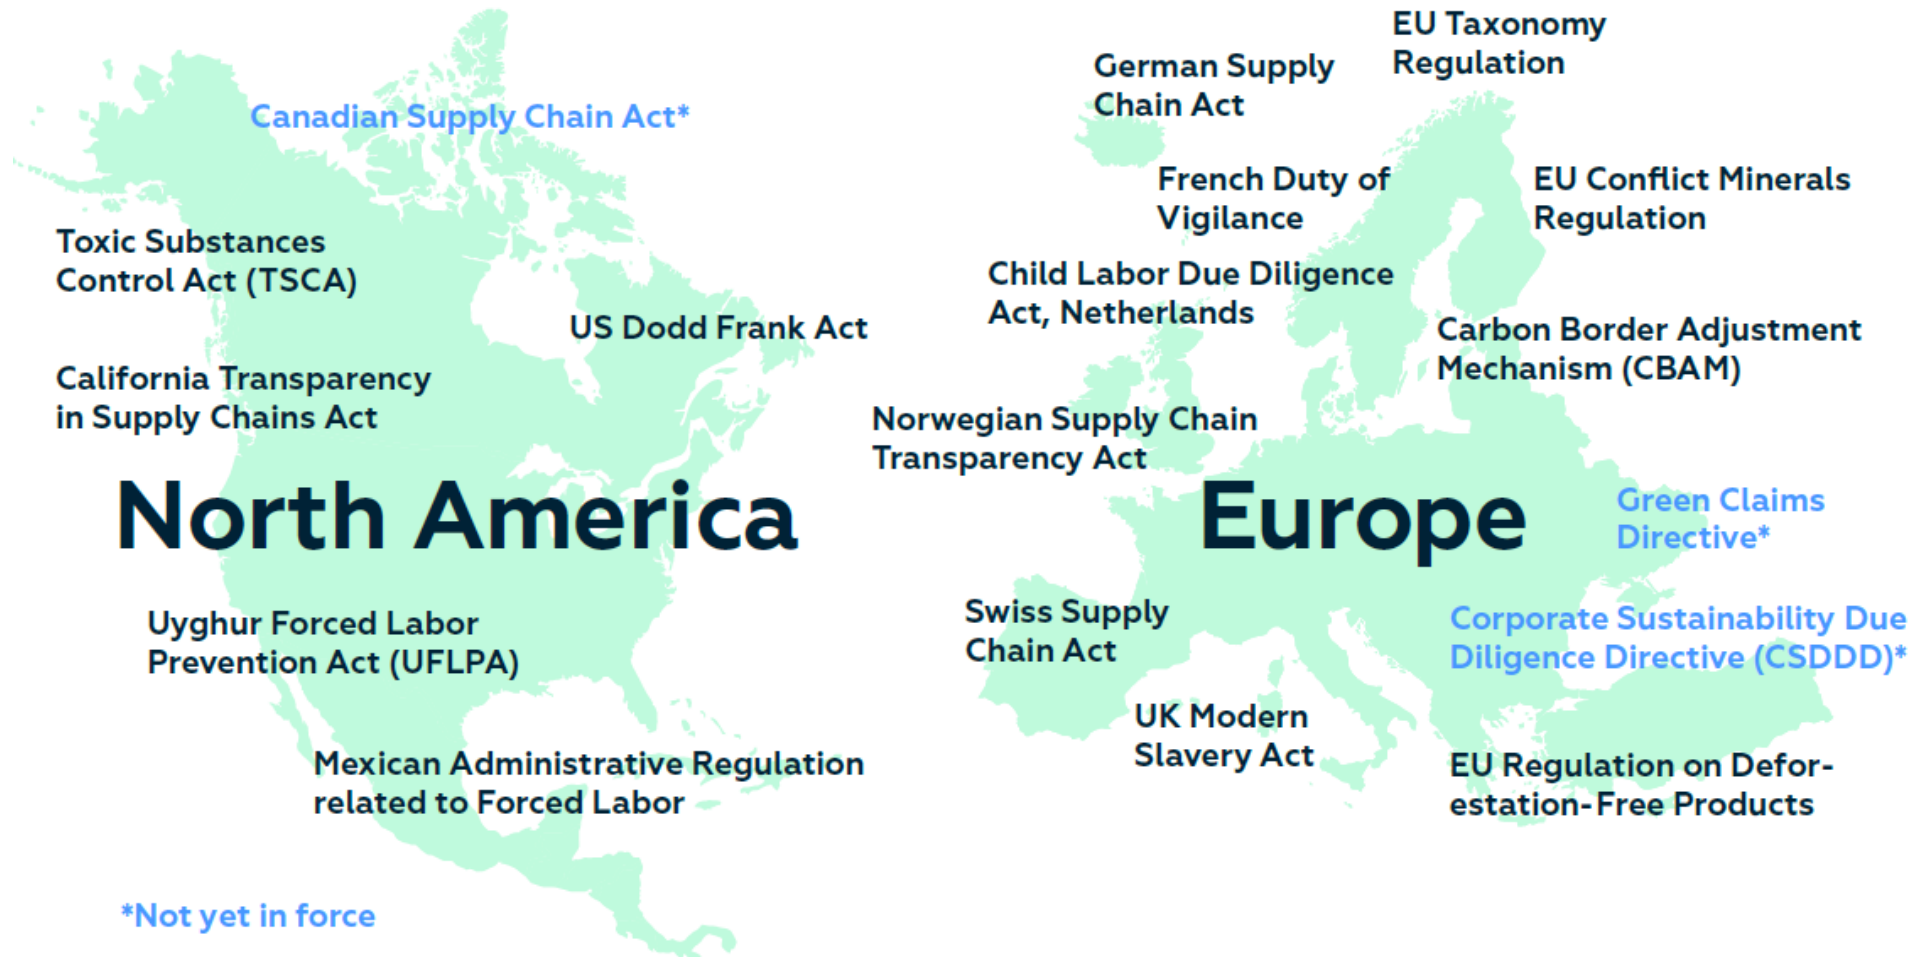 Canadian Supply Chain Act*
Toxic Substances
Control Act (TSCA)
US Dodd Frank Act
California Transparency
in Supply Chains Act
North America
Uyghur Forced Labor
Prevention Act (UFLPA)
Mexican Administrative Regulation
related to Forced Labor
*Not yet in force
EU Taxonomy
Regulation
German Supply
Chain Act
French Duty of
Vigilance
EU Conflict Minerals
Regulation
Child Labor Due Diligence
Act, Netherlands
Carbon Border Adjustment
Mechanism (CBAM)
Norwegian Supply Chain
Transparency Act
Europe
Green Claims
Directive*
Swiss Supply
Chain Act
Corporate Sustainability Due
Diligence Directive (CSDDD)*
UK Modern
Slavery Act
EU Regulation on Defor-
estation-Free Products